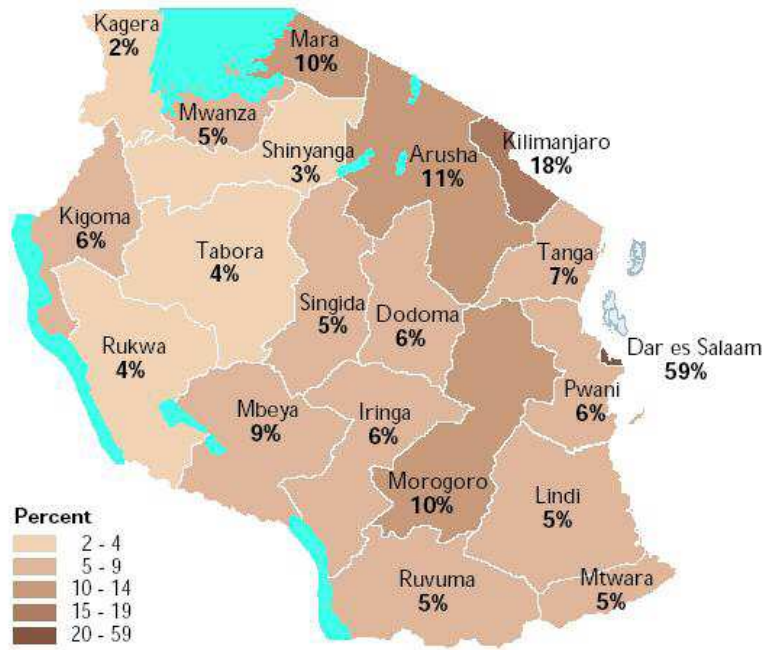 Kagera
2%
Mara
10%
Mwanza
5%
Shinyanga
3%
Arusha
11%
Kilimanjaro
18%
Kigoma
6%
Tabora
4%
Tanga
7%
Singida
5%
Dodoma
6%
Rukwa
4%
Dar es Salaam
59%
Pwani
6%
Mbeya
9%
Iringa
6%
Morogoro
10%
Lindi
5%
Ruvuma
5%
Mtwara
5%
Percent
2 - 4
5 - 9
10 - 14
15 - 19
20 - 59